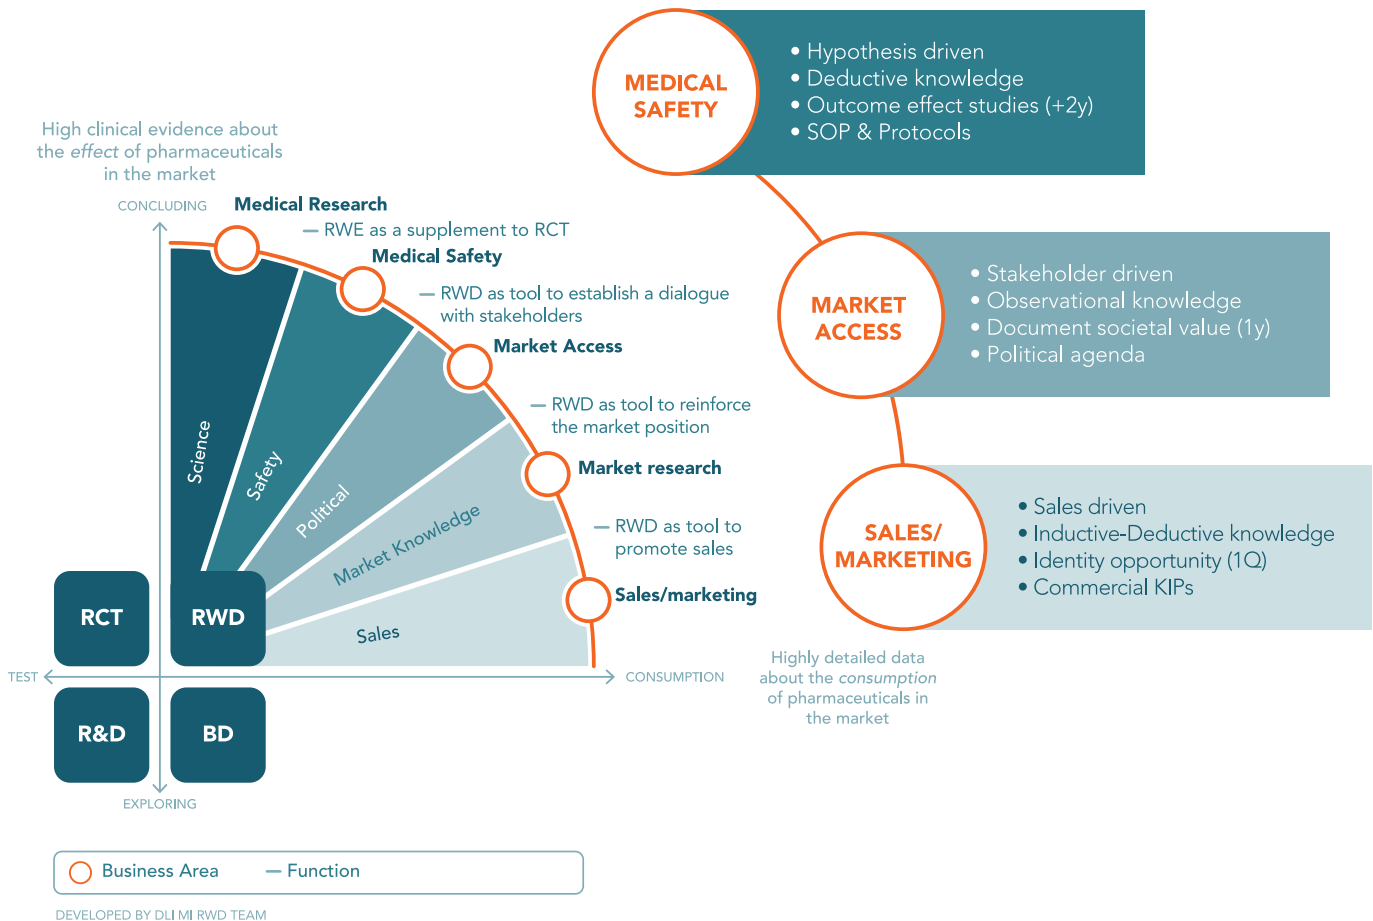 High clinical evidence about
the effect of pharmaceuticals
in the market
CONCLUDING
Medical Research
— RWE as a supplement to RCT
Medical Safety
— RWD as tool to establish a dialogue
with stakeholders
Market Access
— RWD as tool to reinforce
the market position
Market research
— RWD as tool to
promote sales
Sales/marketing
Science
Safety
Political
Market Knowledge
Sales
RCT
RWD
TEST
CONSUMPTION
R&D
BD
EXPLORING
Highly detailed data
about the consumption
of pharmaceuticals in
the market
MEDICAL
SAFETY
• Hypothesis driven
• Deductive knowledge
• Outcome effect studies (+2y)
• SOP & Protocols
MARKET
ACCESS
• Stakeholder driven
• Observational knowledge
• Document societal value (1y)
• Political agenda
SALES/
MARKETING
• Sales driven
• Inductive-Deductive knowledge
• Identity opportunity (1Q)
• Commercial KIPs
Business Area
— Function
DEVELOPED BY DLI MI RWD TEAM